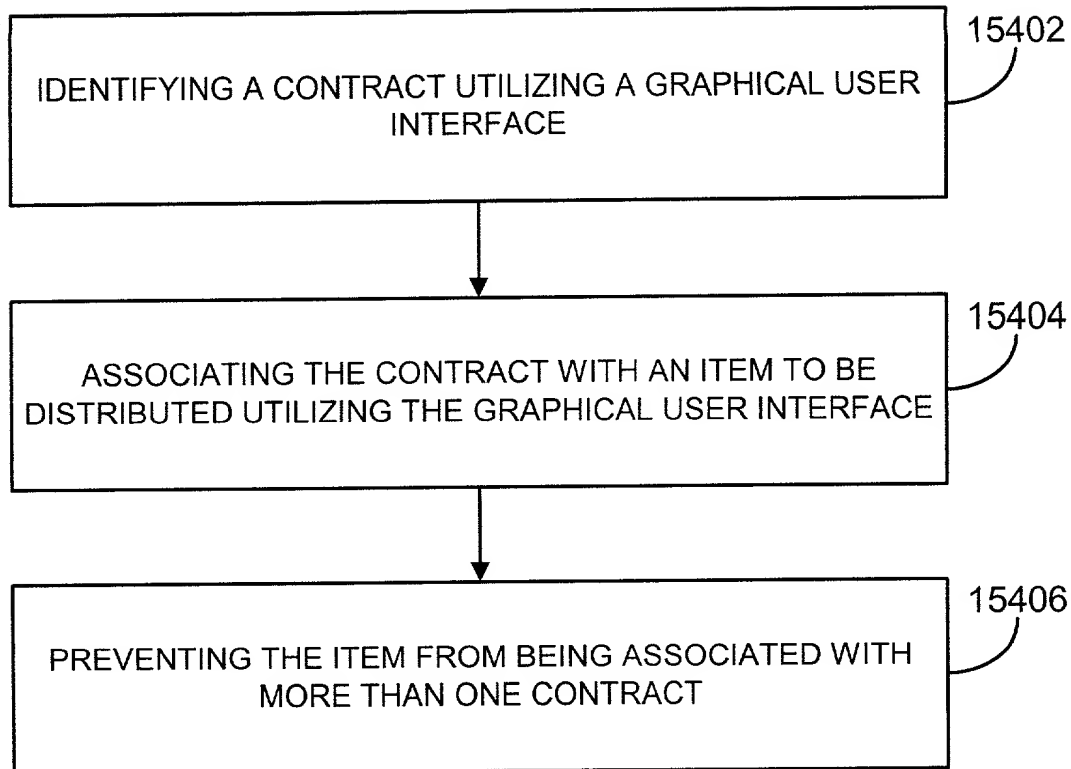 15402
IDENTIFYING A CONTRACT UTILIZING A GRAPHICAL USER
INTERFACE
15404
ASSOCIATING THE CONTRACT WITH AN ITEM TO BE
DISTRIBUTED UTILIZING THE GRAPHICAL USER INTERFACE
15406
PREVENTING THE ITEM FROM BEING ASSOCIATED WITH
MORE THAN ONE CONTRACT